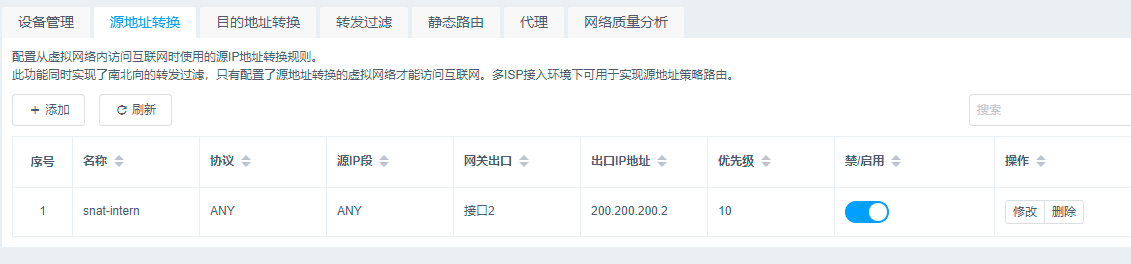 设备管理 源地址转换 目的地址转换 转发过滤 静态路由 代理 网络质量分析
配置从虚拟网络内访问互联网时使用的源IP地址转换规则。
此功能同时实现了南北向的转发过滤，只有配置了源地址转换的虚拟网络才能访问互联网。多ISP接入环境下可用于实现源地址策略路由。
+ 添加 刷新 搜索
序号 名称 协议 源IP段 网关出口 出口IP地址 优先级 禁/启用 操作
1 snat-intern ANY ANY 接口2 200.200.200.2 10 修改 删除